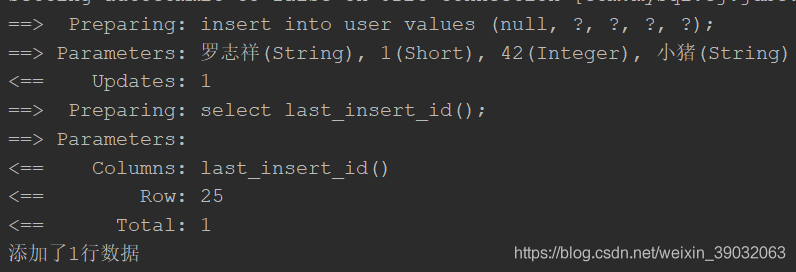 ==>  Preparing: insert into user values (null, ?, ?, ?, ?);
==> Parameters: 罗志祥(String), 1(Short), 42(Integer), 小猪(String)
<==    Updates: 1
==>  Preparing: select last_insert_id();
==> Parameters:
<==    Columns: last_insert_id()
<==        Row: 25
<==      Total: 1
添加了1行数据
https://blog.csdn.net/weixin_39032063